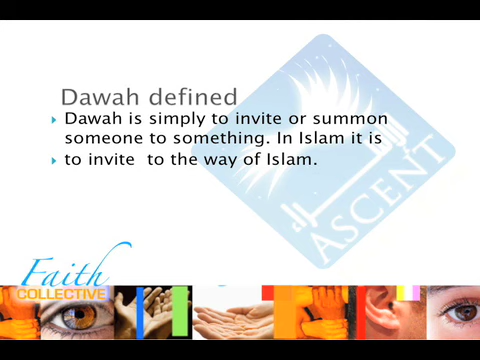 Dawah defined
Dawah is simply to invite or summon
someone to something. In Islam it is
to invite  to the way of Islam.
ASCENT
Faith
COLLECTIVE